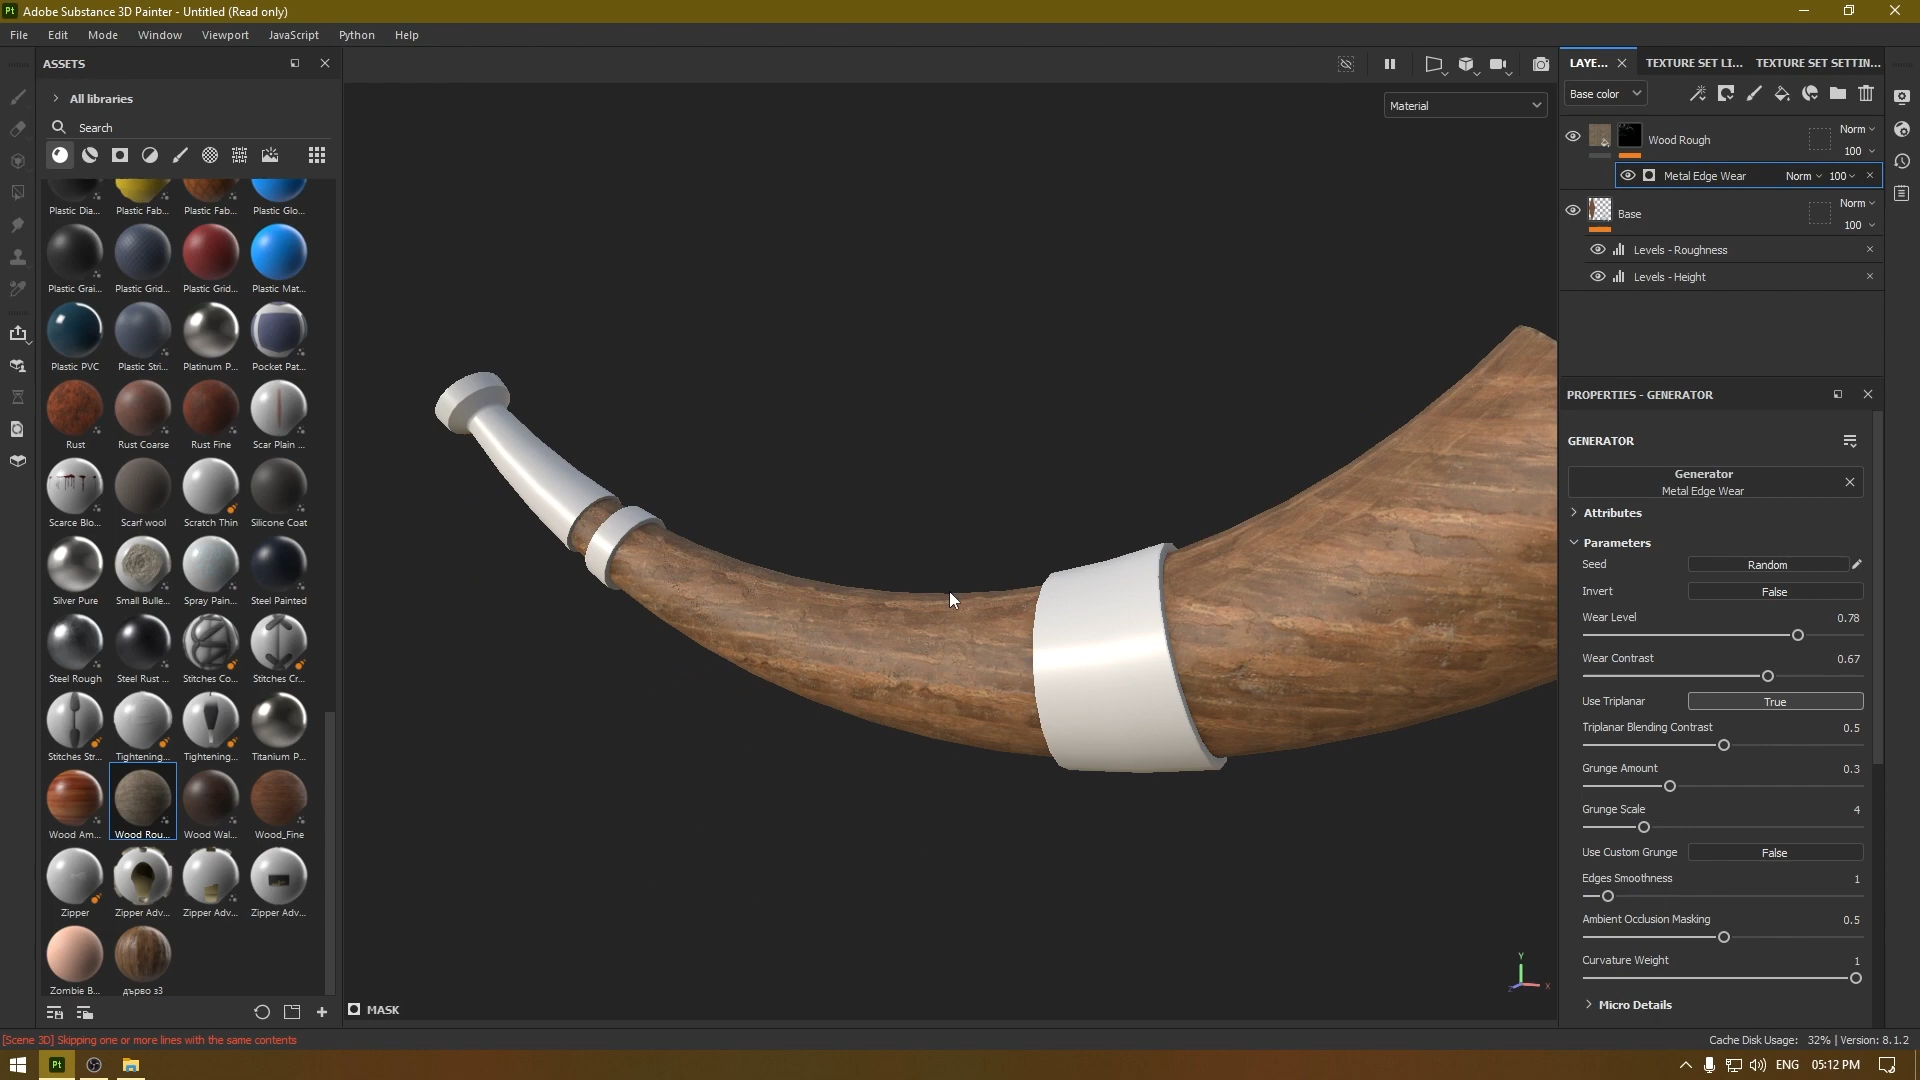 Pt Adobe Substance 3D Painter - Untitled (Read only)
File Edit Mode Window Viewport JavaScript Python Help
ASSETS
All libraries
Search
Plastic Dia... Plastic Fab... Plastic Fab... Plastic Glo...
Plastic Grai... Plastic Grid... Plastic Grid... Plastic Mat...
Plastic PVC Plastic Stri... Platinum P... Pocket Pat...
Rust Rust Coarse Rust Fine Scar Plain ...
Scarce Blo... Scarf wool Scratch Thin Silicone Coat
Silver Pure Small Bulle... Spray Pain... Steel Painted
Steel Rough Steel Rust ... Stitches Co... Stitches Cr...
Stitches Str... Tightening... Tightening... Titanium P...
Wood Am... Wood Rou... Wood Wal... Wood_Fine
Zipper Zipper Adv... Zipper Adv... Zipper Adv...
Zombie B... дърво з3
Material
Y
X
Z
MASK
LAYE... TEXTURE SET LI... TEXTURE SET SETTIN...
Base color
Wood Rough Norm 100
Metal Edge Wear Norm 100
Base Norm 100
Levels - Roughness
Levels - Height
PROPERTIES - GENERATOR
GENERATOR
Generator
Metal Edge Wear
Attributes
Parameters
Seed Random
Invert False
Wear Level 0.78
Wear Contrast 0.67
Use Triplanar True
Triplanar Blending Contrast 0.5
Grunge Amount 0.3
Grunge Scale 4
Use Custom Grunge False
Edges Smoothness 1
Ambient Occlusion Masking 0.5
Curvature Weight 1
Micro Details
[Scene 3D] Skipping one or more lines with the same contents
Cache Disk Usage: 32% | Version: 8.1.2
Pt
ENG 05:12 PM